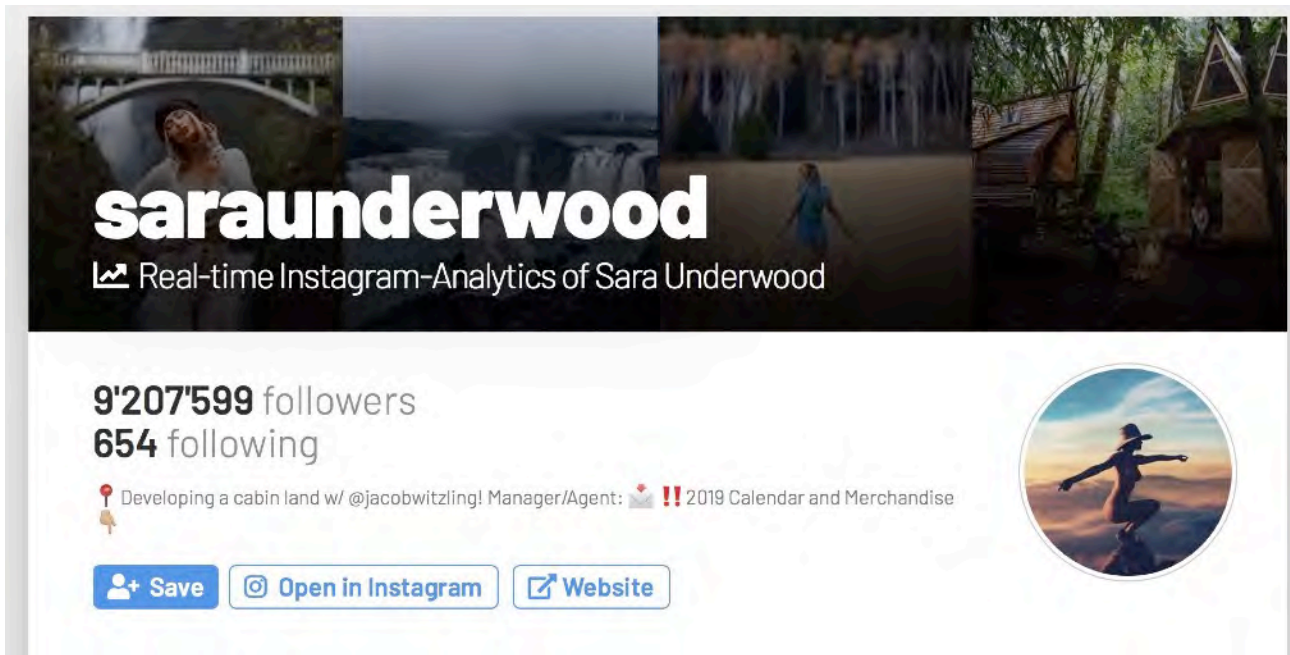 saraunderwood
Real-time Instagram-Analytics of Sara Underwood
9'207'599 followers
654 following
📍 Developing a cabin land w/ @jacobwitzling! Manager/Agent: 📩 ‼️ 2019 Calendar and Merchandise
👇🏼
Save
Open in Instagram
Website